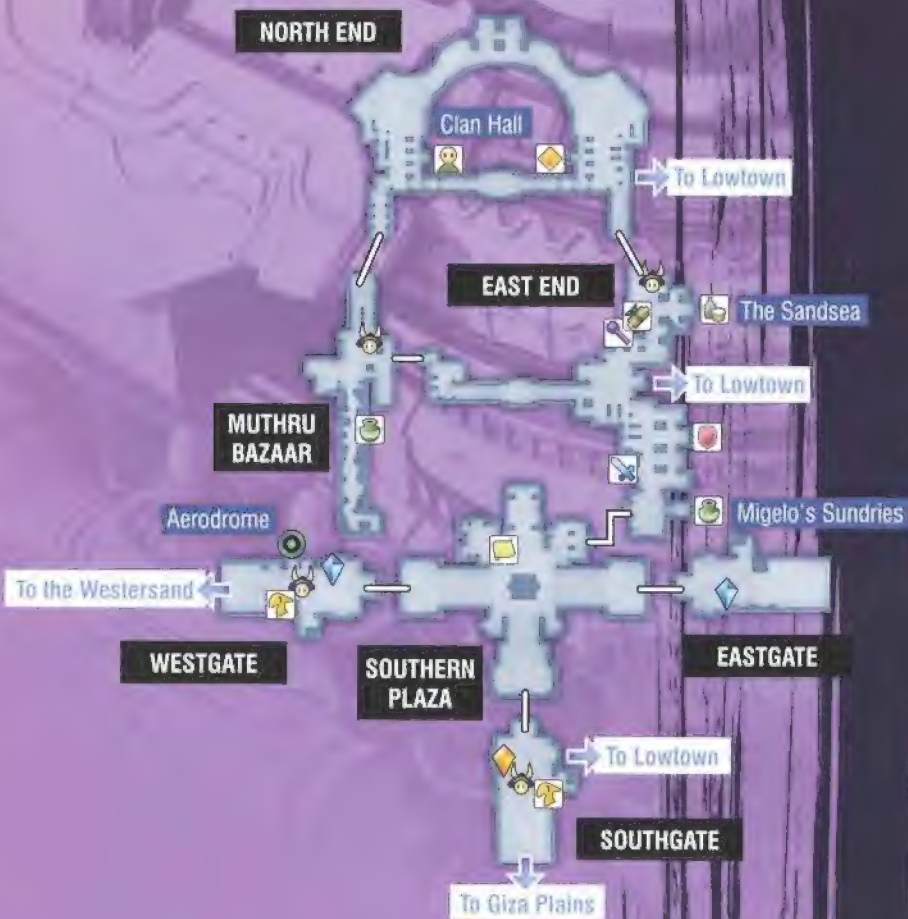 NORTH END
Clan Hall
To Lowtown
EAST END
The Sandsea
To Lowtown
MUTHRU
BAZAAR
Aerodrome
Migelo's Sundries
To the Westersand
WESTGATE
SOUTHERN
PLAZA
EASTGATE
To Lowtown
SOUTHGATE
To Giza Plains